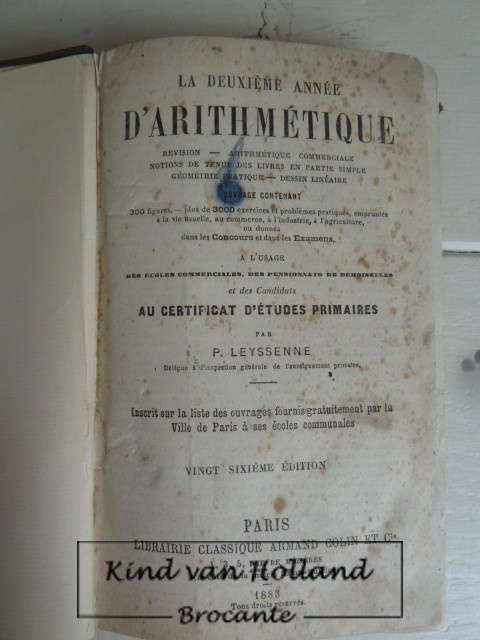 LA DEUXIÈME ANNÉE
D'ARITHMÉTIQUE
REVISION — ARITHMÉTIQUE COMMERCIALE
NOTIONS DE TENUE DES LIVRES EN PARTIE SIMPLE
GÉOMÉTRIE PRATIQUE — DESSIN LINÉAIRE
OUVRAGE CONTENANT
300 figures, — plus de 3000 exercices et problèmes pratiques, empruntés
à la vie usuelle, au commerce, à l'industrie, à l'agriculture,
ou donnés
dans les Concours et dans les Examens,
A L'USAGE
DES ÉCOLES COMMERCIALES, DES PENSIONNATS DE DEMOISELLES
et des Candidats
AU CERTIFICAT D'ÉTUDES PRIMAIRES
PAR
P. LEYSSENNE
Délégué à l'inspection générale de l'enseignement primaire.
Inscrit sur la liste des ouvrages fournis gratuitement par la
Ville de Paris à ses écoles communales
VINGT SIXIÈME ÉDITION
PARIS
LIBRAIRIE CLASSIQUE ARMAND COLIN ET Cie
5, RUE DE MÉZIÈRES
Kind van Holland
1883
Tous droits réservés.
Brocante